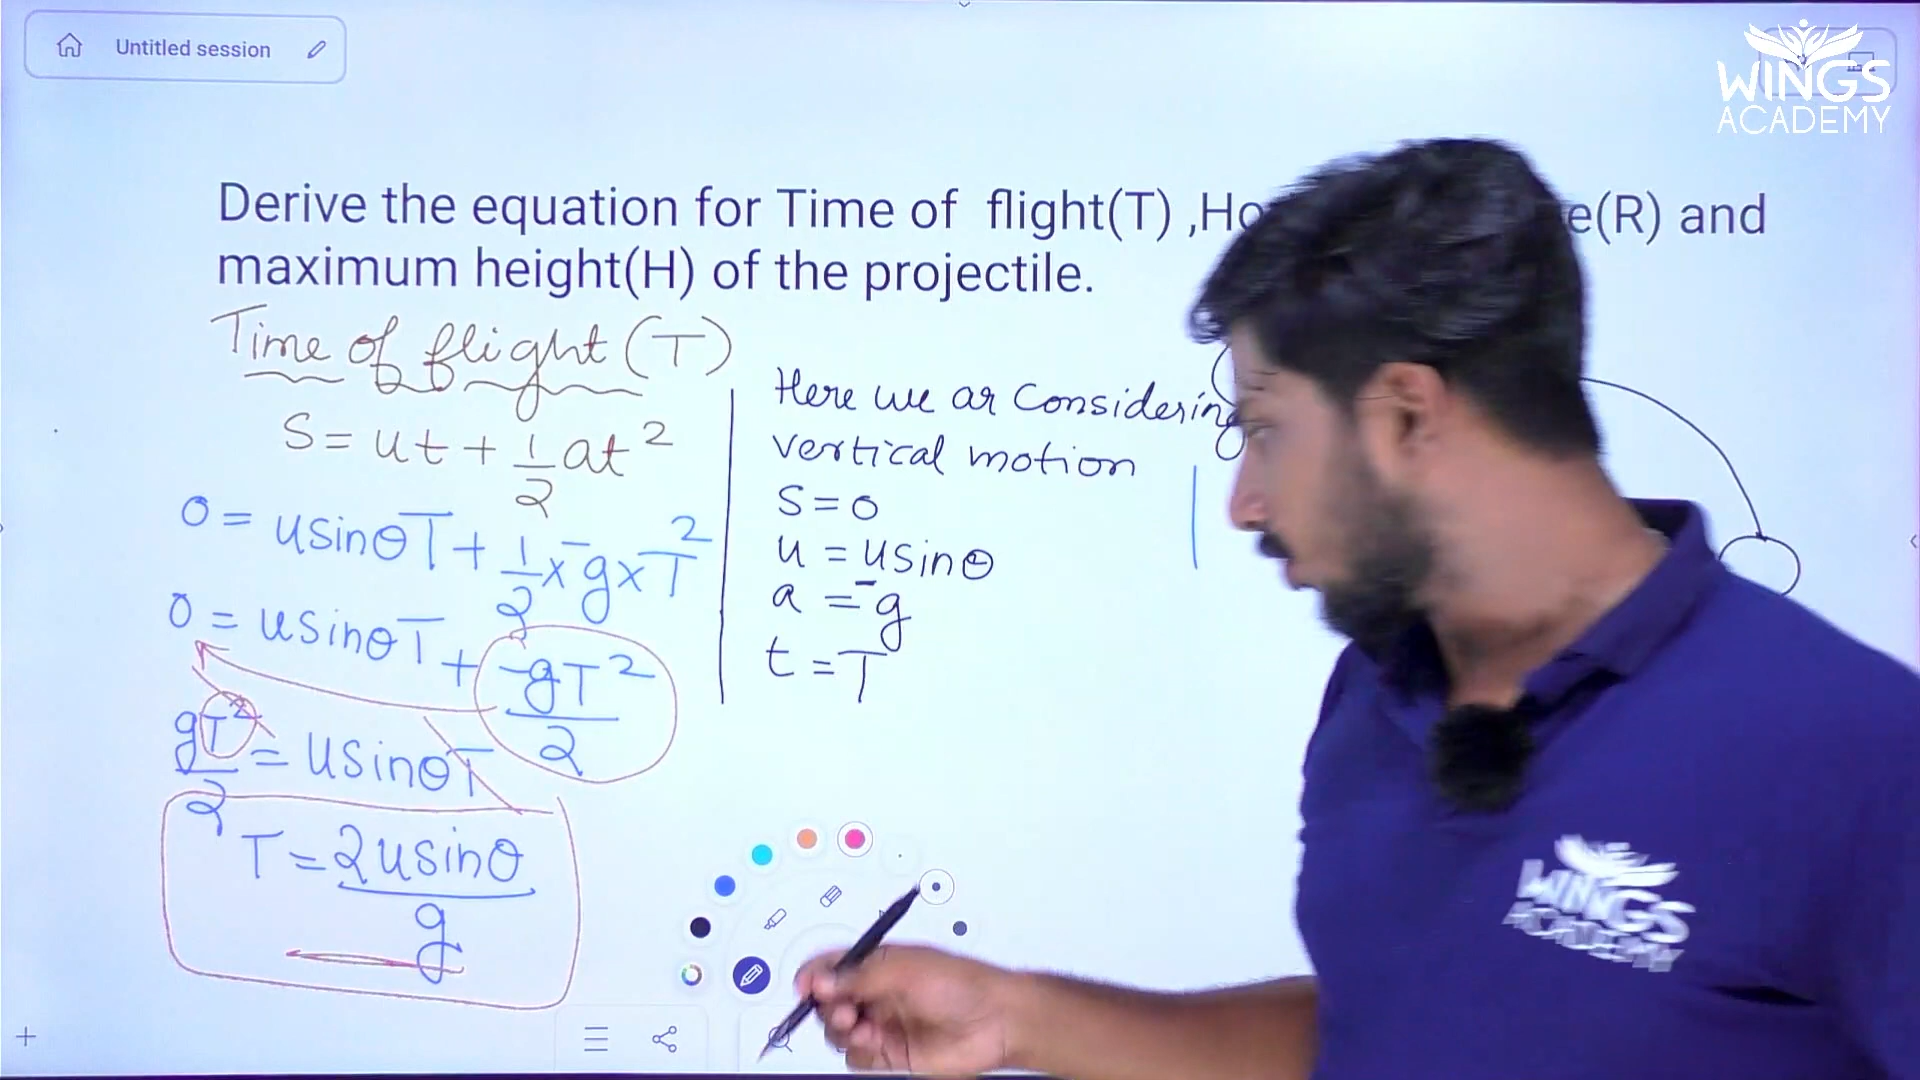 Untitled session
WINGS
ACADEMY
Derive the equation for Time of flight(T) ,Ho e(R) and
maximum height(H) of the projectile.
Time of flight (T)
S = ut + 1/2 at²
0 = usinθT + 1/2 x -g x T²
0 = usinθT + -gT²/2
gT²/2 = usinθT
T = 2usinθ/g
Here we ar Considering
vertical motion
S = 0
u = usinθ
a = -g
t = T
WINGS
ACADEMY